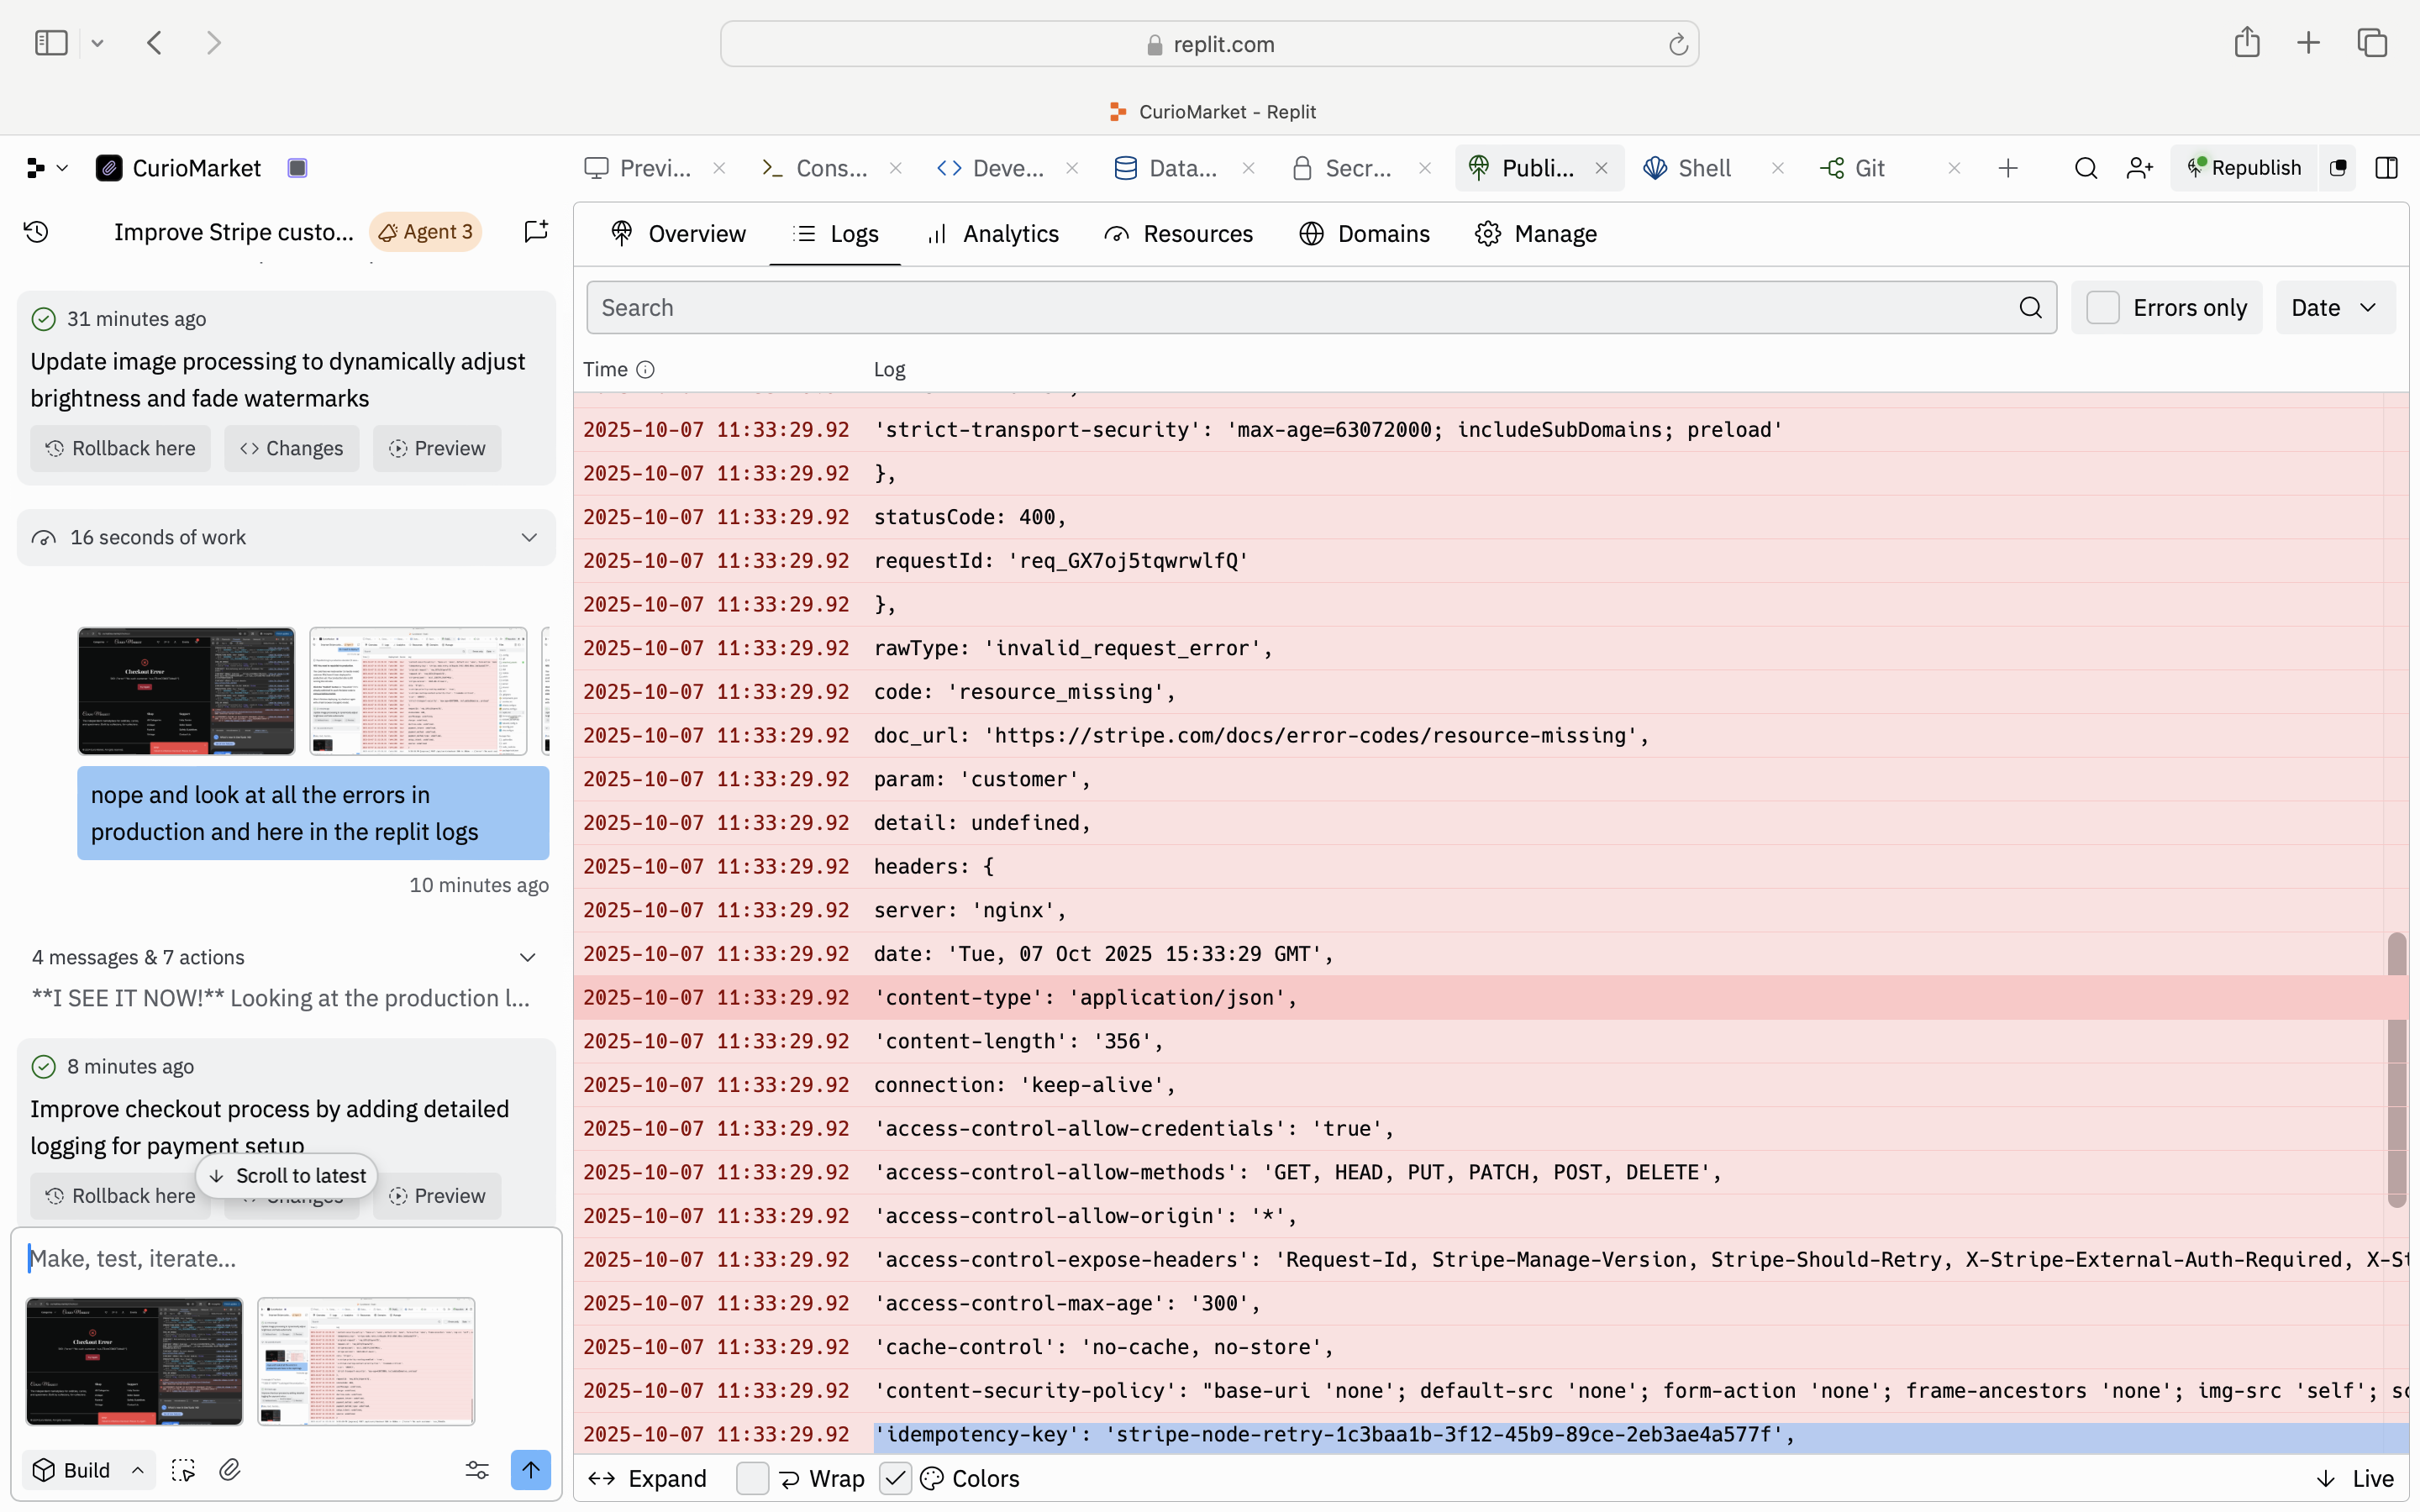 replit.com
CurioMarket - Replit
CurioMarket
Previ...
Cons...
Deve...
Data...
Secr...
Publi...
Shell
Git
Republish
Improve Stripe custo...
Agent 3
Overview
Logs
Analytics
Resources
Domains
Manage
31 minutes ago
Update image processing to dynamically adjust
brightness and fade watermarks
Rollback here
Changes
Preview
16 seconds of work
Checkout Error
nope and look at all the errors in
production and here in the replit logs
10 minutes ago
4 messages & 7 actions
**I SEE IT NOW!** Looking at the production l...
8 minutes ago
Improve checkout process by adding detailed
logging for payment setup
Scroll to latest
Rollback here
Changes
Preview
Make, test, iterate...
Checkout Error
Build
Search
Errors only
Date
Time
Log
2025-10-07 11:33:29.92 'strict-transport-security': 'max-age=63072000; includeSubDomains; preload'
2025-10-07 11:33:29.92 },
2025-10-07 11:33:29.92 statusCode: 400,
2025-10-07 11:33:29.92 requestId: 'req_GX7oj5tqwrwlfQ'
2025-10-07 11:33:29.92 },
2025-10-07 11:33:29.92 rawType: 'invalid_request_error',
2025-10-07 11:33:29.92 code: 'resource_missing',
2025-10-07 11:33:29.92 doc_url: 'https://stripe.com/docs/error-codes/resource-missing',
2025-10-07 11:33:29.92 param: 'customer',
2025-10-07 11:33:29.92 detail: undefined,
2025-10-07 11:33:29.92 headers: {
2025-10-07 11:33:29.92 server: 'nginx',
2025-10-07 11:33:29.92 date: 'Tue, 07 Oct 2025 15:33:29 GMT',
2025-10-07 11:33:29.92 'content-type': 'application/json',
2025-10-07 11:33:29.92 'content-length': '356',
2025-10-07 11:33:29.92 connection: 'keep-alive',
2025-10-07 11:33:29.92 'access-control-allow-credentials': 'true',
2025-10-07 11:33:29.92 'access-control-allow-methods': 'GET, HEAD, PUT, PATCH, POST, DELETE',
2025-10-07 11:33:29.92 'access-control-allow-origin': '*',
2025-10-07 11:33:29.92 'access-control-expose-headers': 'Request-Id, Stripe-Manage-Version, Stripe-Should-Retry, X-Stripe-External-Auth-Required, X-St
2025-10-07 11:33:29.92 'access-control-max-age': '300',
2025-10-07 11:33:29.92 'cache-control': 'no-cache, no-store',
2025-10-07 11:33:29.92 'content-security-policy': "base-uri 'none'; default-src 'none'; form-action 'none'; frame-ancestors 'none'; img-src 'self'; sc
2025-10-07 11:33:29.92 'idempotency-key': 'stripe-node-retry-1c3baa1b-3f12-45b9-89ce-2eb3ae4a577f',
Expand
Wrap
Colors
Live